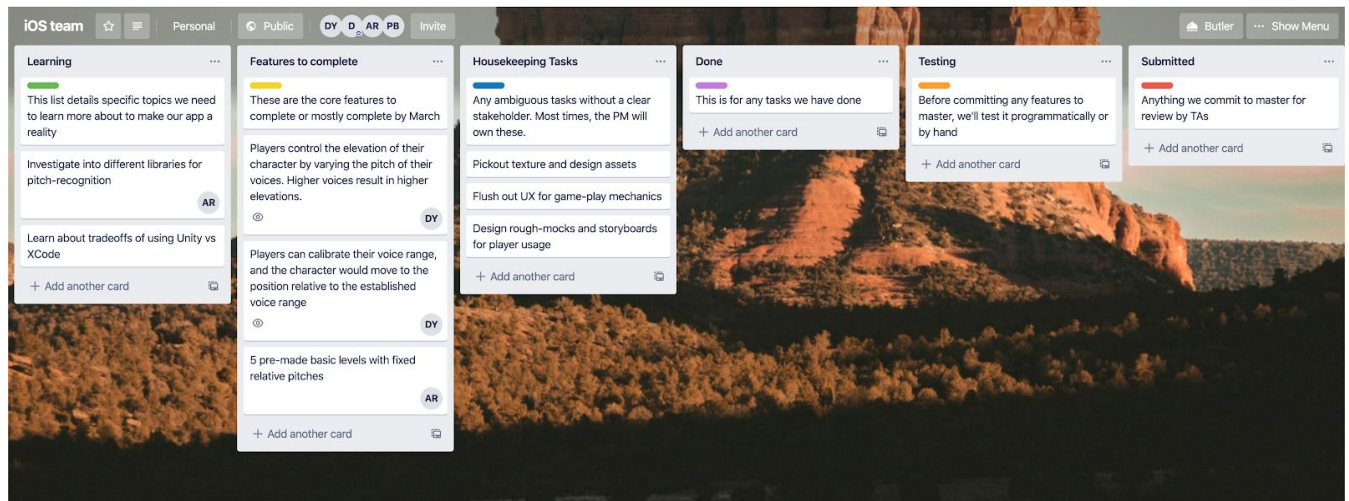 iOS team
Personal
Public
DY D AR PB
Invite
Butler
Show Menu
Learning
This list details specific topics we need
to learn more about to make our app a
reality
Investigate into different libraries for
pitch-recognition
AR
Learn about tradeoffs of using Unity vs
XCode
+ Add another card
Features to complete
These are the core features to
complete or mostly complete by March
Players control the elevation of their
character by varying the pitch of their
voices. Higher voices result in higher
elevations.
DY
Players can calibrate their voice range,
and the character would move to the
position relative to the established
voice range
DY
5 pre-made basic levels with fixed
relative pitches
AR
+ Add another card
Housekeeping Tasks
Any ambiguous tasks without a clear
stakeholder. Most times, the PM will
own these.
Pickout texture and design assets
Flush out UX for game-play mechanics
Design rough-mocks and storyboards
for player usage
+ Add another card
Done
This is for any tasks we have done
+ Add another card
Testing
Before committing any features to
master, we'll test it programmatically or
by hand
+ Add another card
Submitted
Anything we commit to master for
review by TAs
+ Add another card